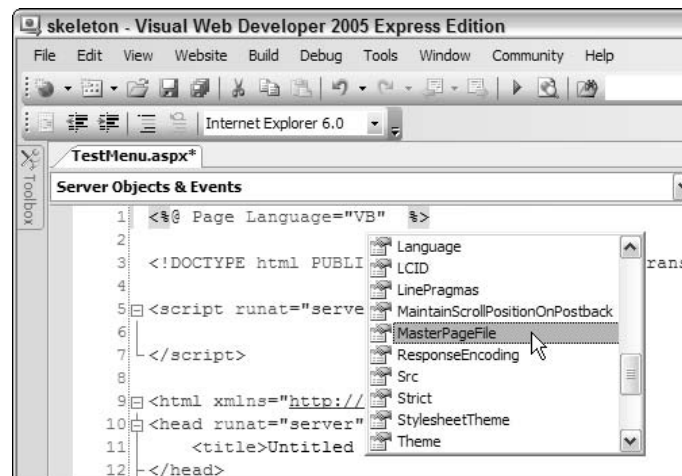 skeleton - Visual Web Developer 2005 Express Edition
File Edit View Website Build Debug Tools Window Community Help
Internet Explorer 6.0
Toolbox
TestMenu.aspx*
Server Objects & Events
1 <%@ Page Language="VB" %>
2
3 <!DOCTYPE html PUBLI
4
5 <script runat="serve
6
7 </script>
8
9 <html xmlns="http://
10 <head runat="server"
11 <title>Untitled
12 </head>
Language
LCID
LinePragmas
MaintainScrollPositionOnPostback
MasterPageFile
ResponseEncoding
Src
Strict
StylesheetTheme
Theme